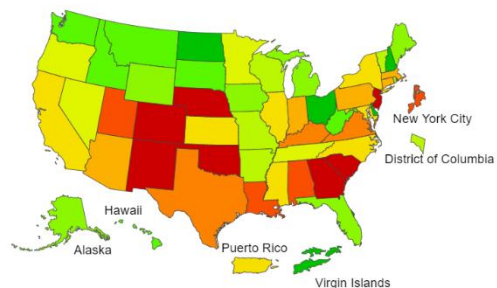 New York City
District of Columbia
Hawaii
Alaska
Puerto Rico
Virgin Islands